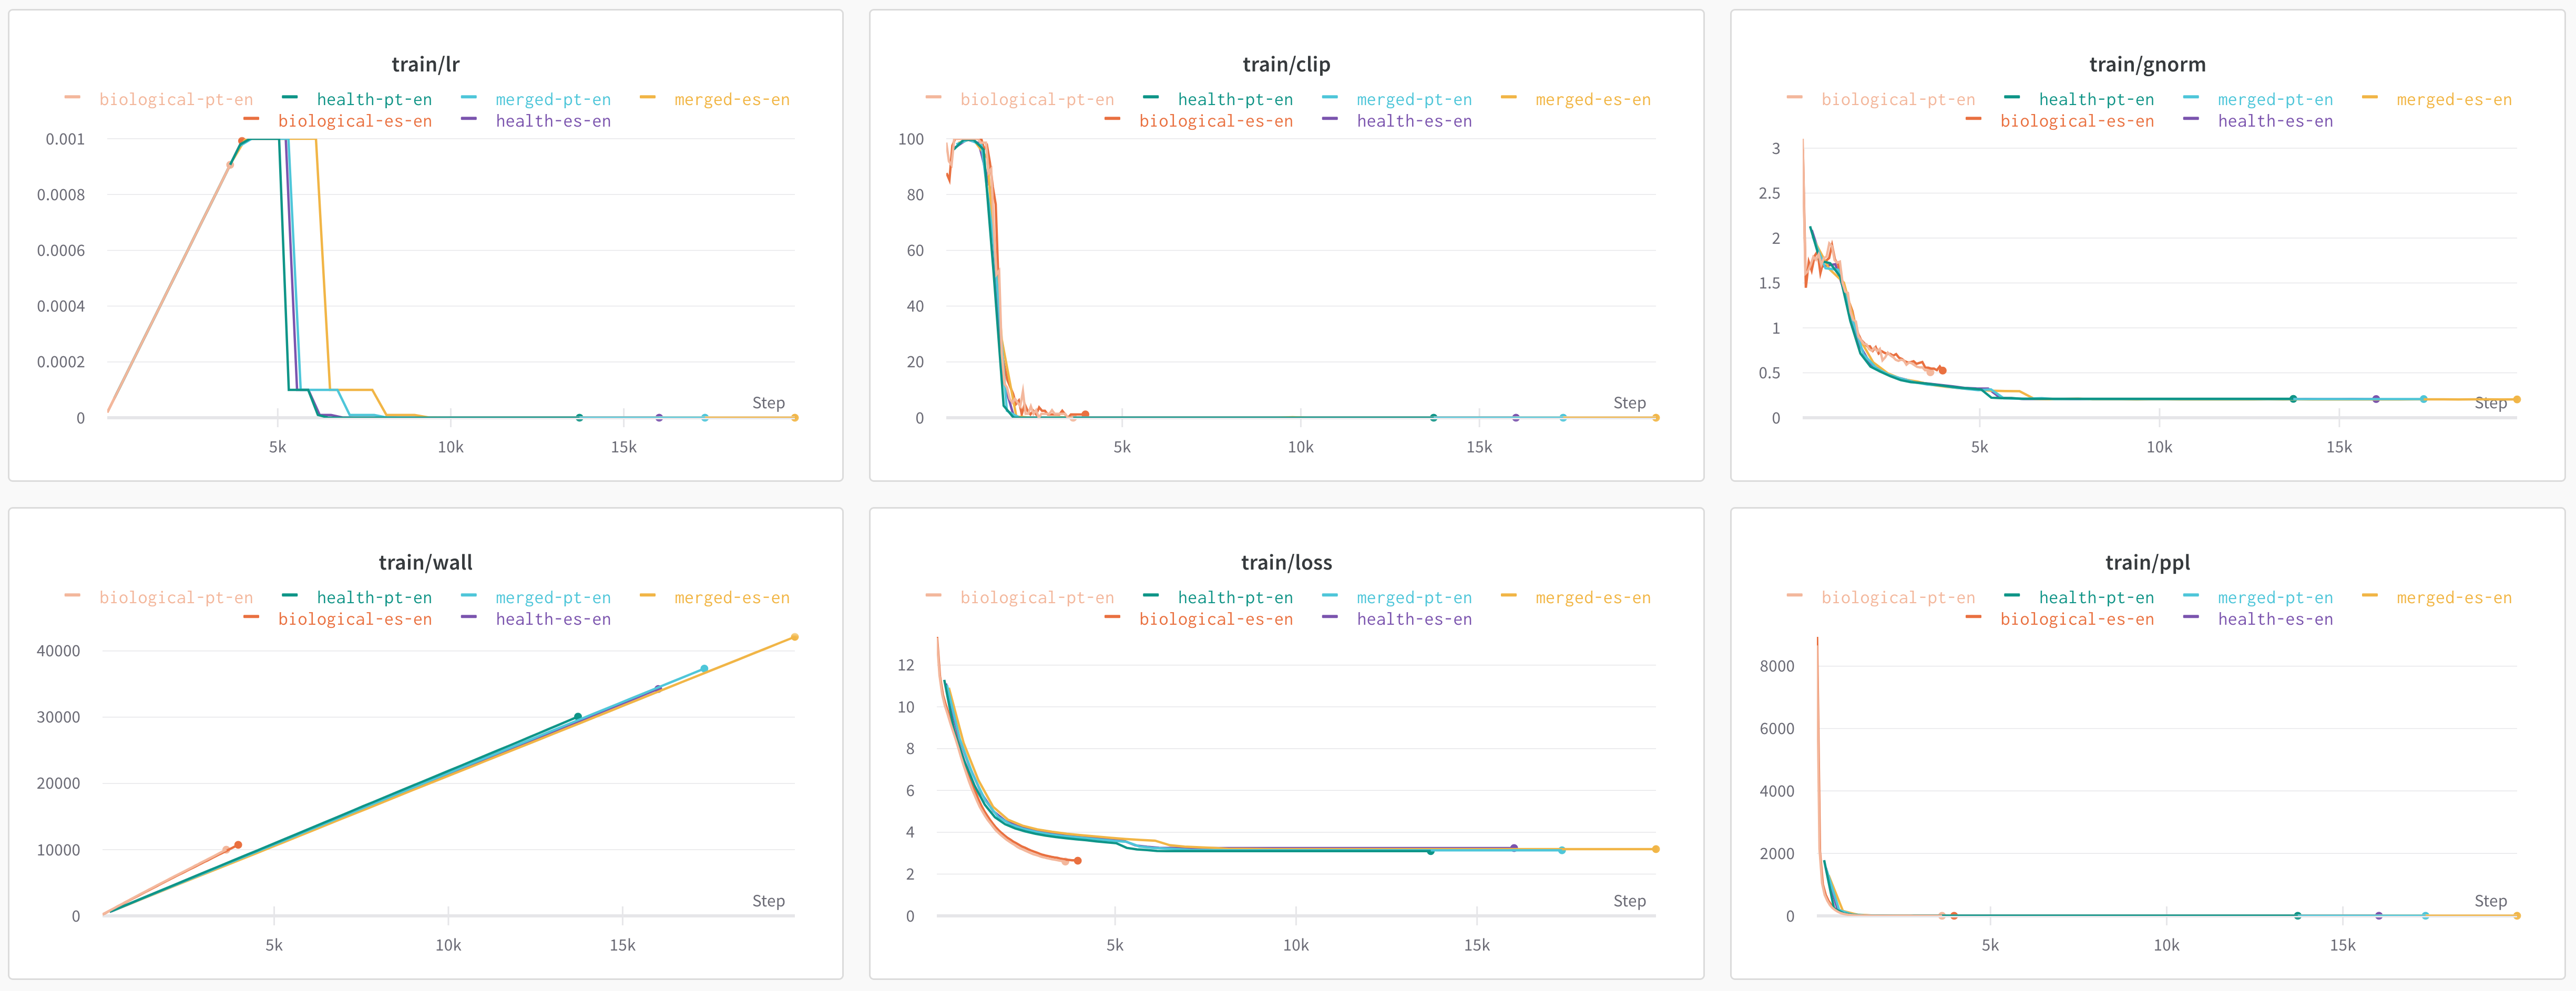 train/lr
biological-pt-en health-pt-en merged-pt-en merged-es-en
biological-es-en health-es-en
0.001
0.0008
0.0006
0.0004
0.0002
0
Step
5k 10k 15k
train/clip
biological-pt-en health-pt-en merged-pt-en merged-es-en
biological-es-en health-es-en
100
80
60
40
20
0
Step
5k 10k 15k
train/gnorm
biological-pt-en health-pt-en merged-pt-en merged-es-en
biological-es-en health-es-en
3
2.5
2
1.5
1
0.5
0
Step
5k 10k 15k
train/wall
biological-pt-en health-pt-en merged-pt-en merged-es-en
biological-es-en health-es-en
40000
30000
20000
10000
0
Step
5k 10k 15k
train/loss
biological-pt-en health-pt-en merged-pt-en merged-es-en
biological-es-en health-es-en
12
10
8
6
4
2
0
Step
5k 10k 15k
train/ppl
biological-pt-en health-pt-en merged-pt-en merged-es-en
biological-es-en health-es-en
8000
6000
4000
2000
0
Step
5k 10k 15k